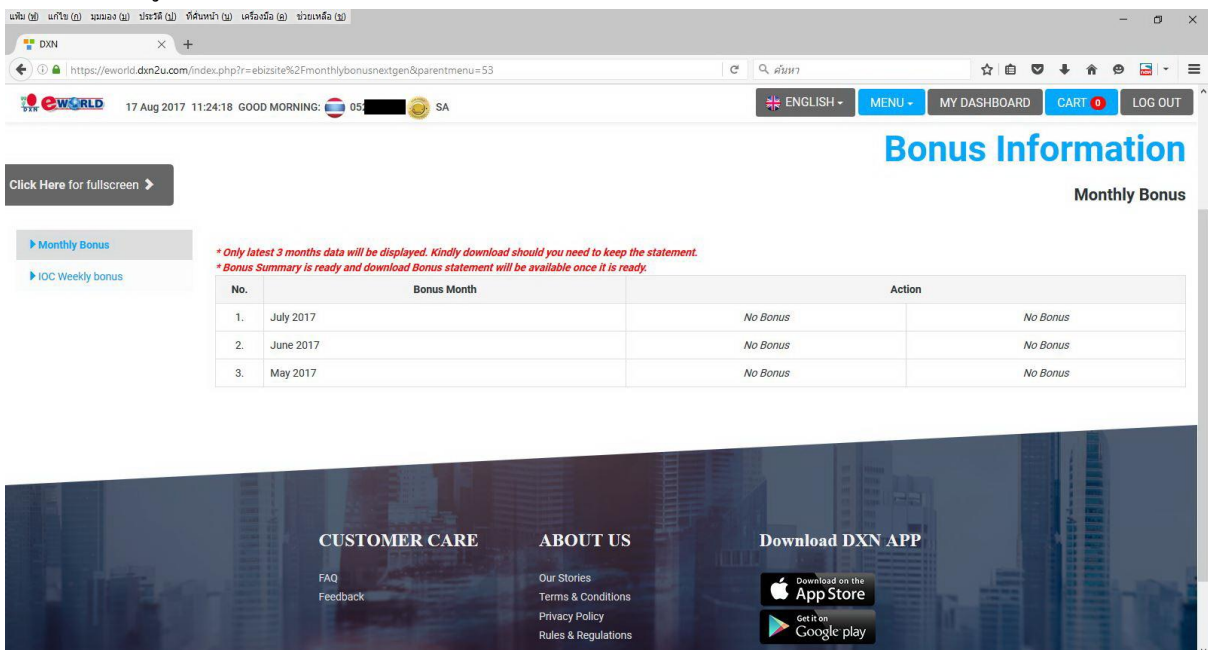 แฟ้ม (ฟ) แก้ไข (ก) มุมมอง (ม) ประวัติ (ป) ที่คั่นหน้า (น) เครื่องมือ (ค) ช่วยเหลือ (ช)
DXN
https://eworld.dxn2u.com/index.php?r=ebizsite%2Fmonthlybonusnextgen&parentmenu=53 ค้นหา
DXN eWORLD 17 Aug 2017 11:24:18 GOOD MORNING: 05 SA ENGLISH MENU MY DASHBOARD CART 0 LOG OUT
Bonus Information
Click Here for fullscreen
Monthly Bonus
Monthly Bonus
IOC Weekly bonus
* Only latest 3 months data will be displayed. Kindly download should you need to keep the statement.
* Bonus Summary is ready and download Bonus statement will be available once it is ready.
No. Bonus Month Action
1. July 2017 No Bonus No Bonus
2. June 2017 No Bonus No Bonus
3. May 2017 No Bonus No Bonus
CUSTOMER CARE ABOUT US Download DXN APP
FAQ Our Stories Download on the App Store
Feedback Terms & Conditions
Privacy Policy Get it on Google play
Rules & Regulations